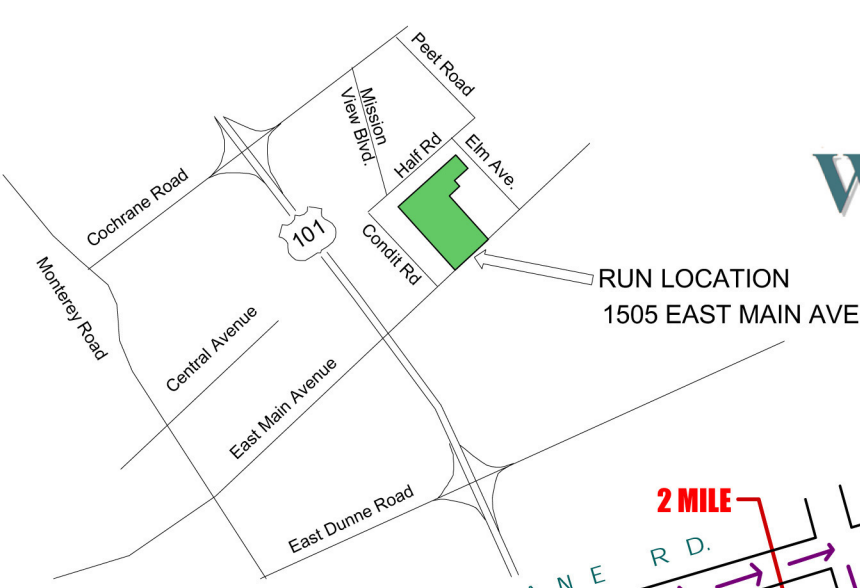 Peet Road
Mission
View Blvd.
Half Rd
Elm Ave.
Cochrane Road
101
Condit Rd
Monterey Road
RUN LOCATION
1505 EAST MAIN AVE
Central Avenue
East Main Avenue
East Dunne Road
2 MILE
A N E R D.
W